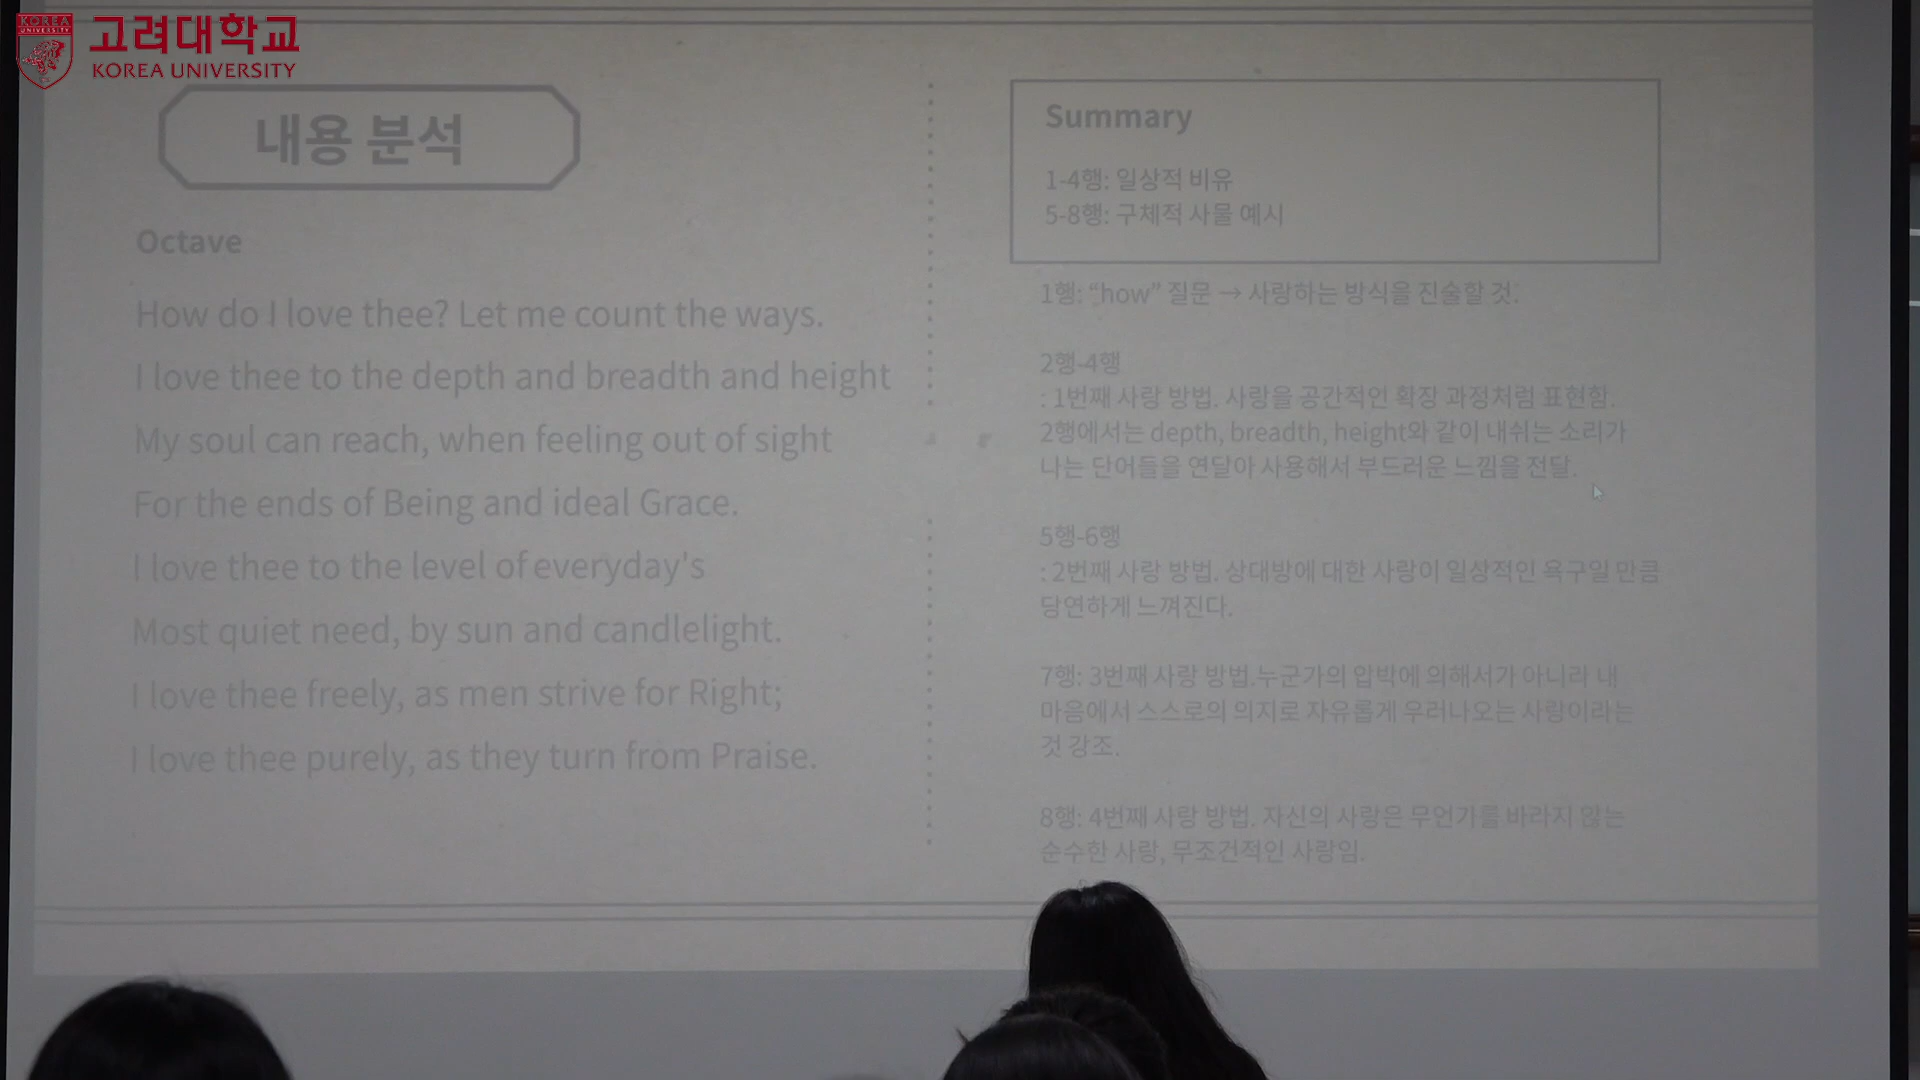 KOREA
UNIVERSITY
고려대학교
KOREA UNIVERSITY
내용 분석
Octave
How do I love thee? Let me count the ways.
I love thee to the depth and breadth and height
My soul can reach, when feeling out of sight
For the ends of Being and ideal Grace.
I love thee to the level of everyday's
Most quiet need, by sun and candlelight.
I love thee freely, as men strive for Right;
I love thee purely, as they turn from Praise.
Summary
1-4행: 일상적 비유
5-8행: 구체적 사물 예시
1행: “how” 질문 → 사랑하는 방식을 진술할 것.
2행-4행
: 1번째 사랑 방법. 사랑을 공간적인 확장 과정처럼 표현함.
2행에서는 depth, breadth, height와 같이 내쉬는 소리가
나는 단어들을 연달아 사용해서 부드러운 느낌을 전달.
5행-6행
: 2번째 사랑 방법. 상대방에 대한 사랑이 일상적인 욕구일 만큼
당연하게 느껴진다.
7행: 3번째 사랑 방법.누군가의 압박에 의해서가 아니라 내
마음에서 스스로의 의지로 자유롭게 우러나오는 사랑이라는
것 강조.
8행: 4번째 사랑 방법. 자신의 사랑은 무언가를 바라지 않는
순수한 사랑, 무조건적인 사랑임.